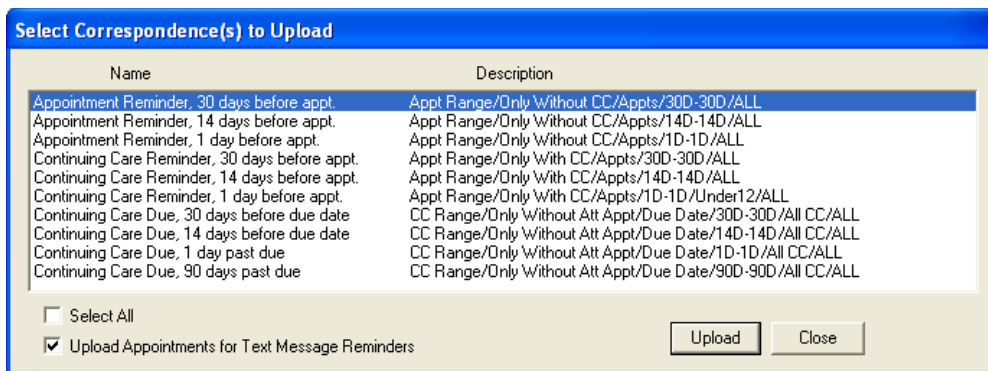 Select Correspondence(s) to Upload
Name Description
Appointment Reminder, 30 days before appt. Appt Range/Only Without CC/Appts/30D-30D/ALL
Appointment Reminder, 14 days before appt. Appt Range/Only Without CC/Appts/14D-14D/ALL
Appointment Reminder, 1 day before appt. Appt Range/Only Without CC/Appts/1D-1D/ALL
Continuing Care Reminder, 30 days before appt. Appt Range/Only With CC/Appts/30D-30D/ALL
Continuing Care Reminder, 14 days before appt. Appt Range/Only With CC/Appts/14D-14D/ALL
Continuing Care Reminder, 1 day before appt. Appt Range/Only With CC/Appts/1D-1D/Under12/ALL
Continuing Care Due, 30 days before due date CC Range/Only Without Att Appt/Due Date/30D-30D/All CC/ALL
Continuing Care Due, 14 days before due date CC Range/Only Without Att Appt/Due Date/14D-14D/All CC/ALL
Continuing Care Due, 1 day past due CC Range/Only Without Att Appt/Due Date/1D-1D/All CC/ALL
Continuing Care Due, 90 days past due CC Range/Only Without Att Appt/Due Date/90D-90D/All CC/ALL
Select All
Upload Appointments for Text Message Reminders
Upload Close